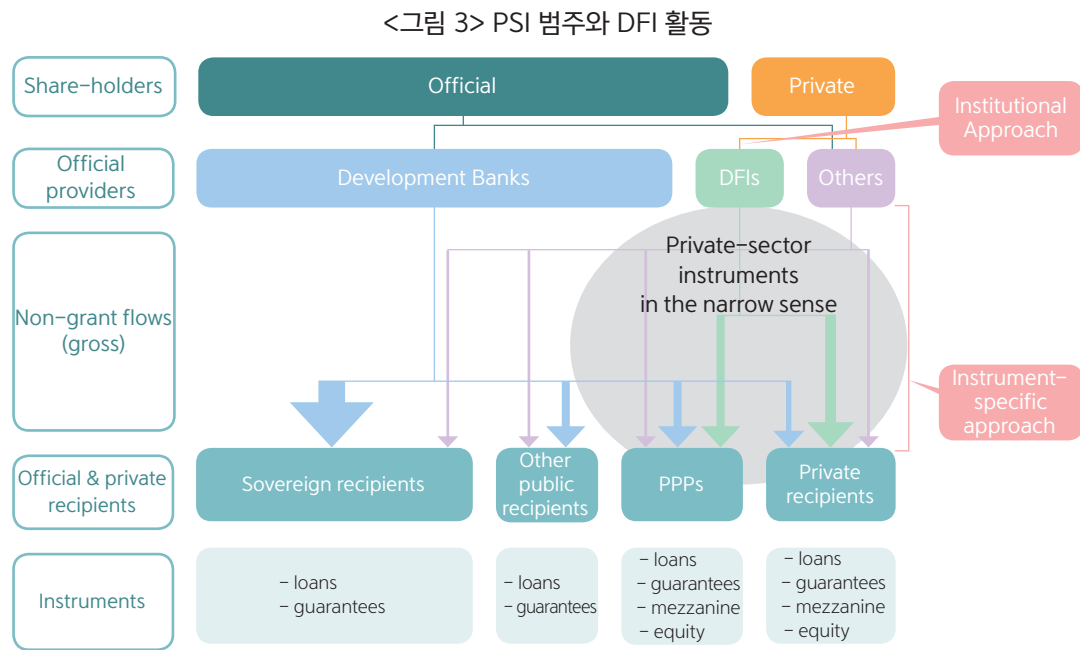 <그림 3> PSI 범주와 DFI 활동
Share-holders
Official
Private
Institutional
Approach
Official
providers
Development Banks
DFIs
Others
Private-sector
instruments
in the narrow sense
Non-grant flows
(gross)
Instrument-
specific
approach
Official & private
recipients
Sovereign recipients
Other
public
recipients
PPPs
Private
recipients
Instruments
- loans
- guarantees
- loans
- guarantees
- loans
- guarantees
- mezzanine
- equity
- loans
- guarantees
- mezzanine
- equity